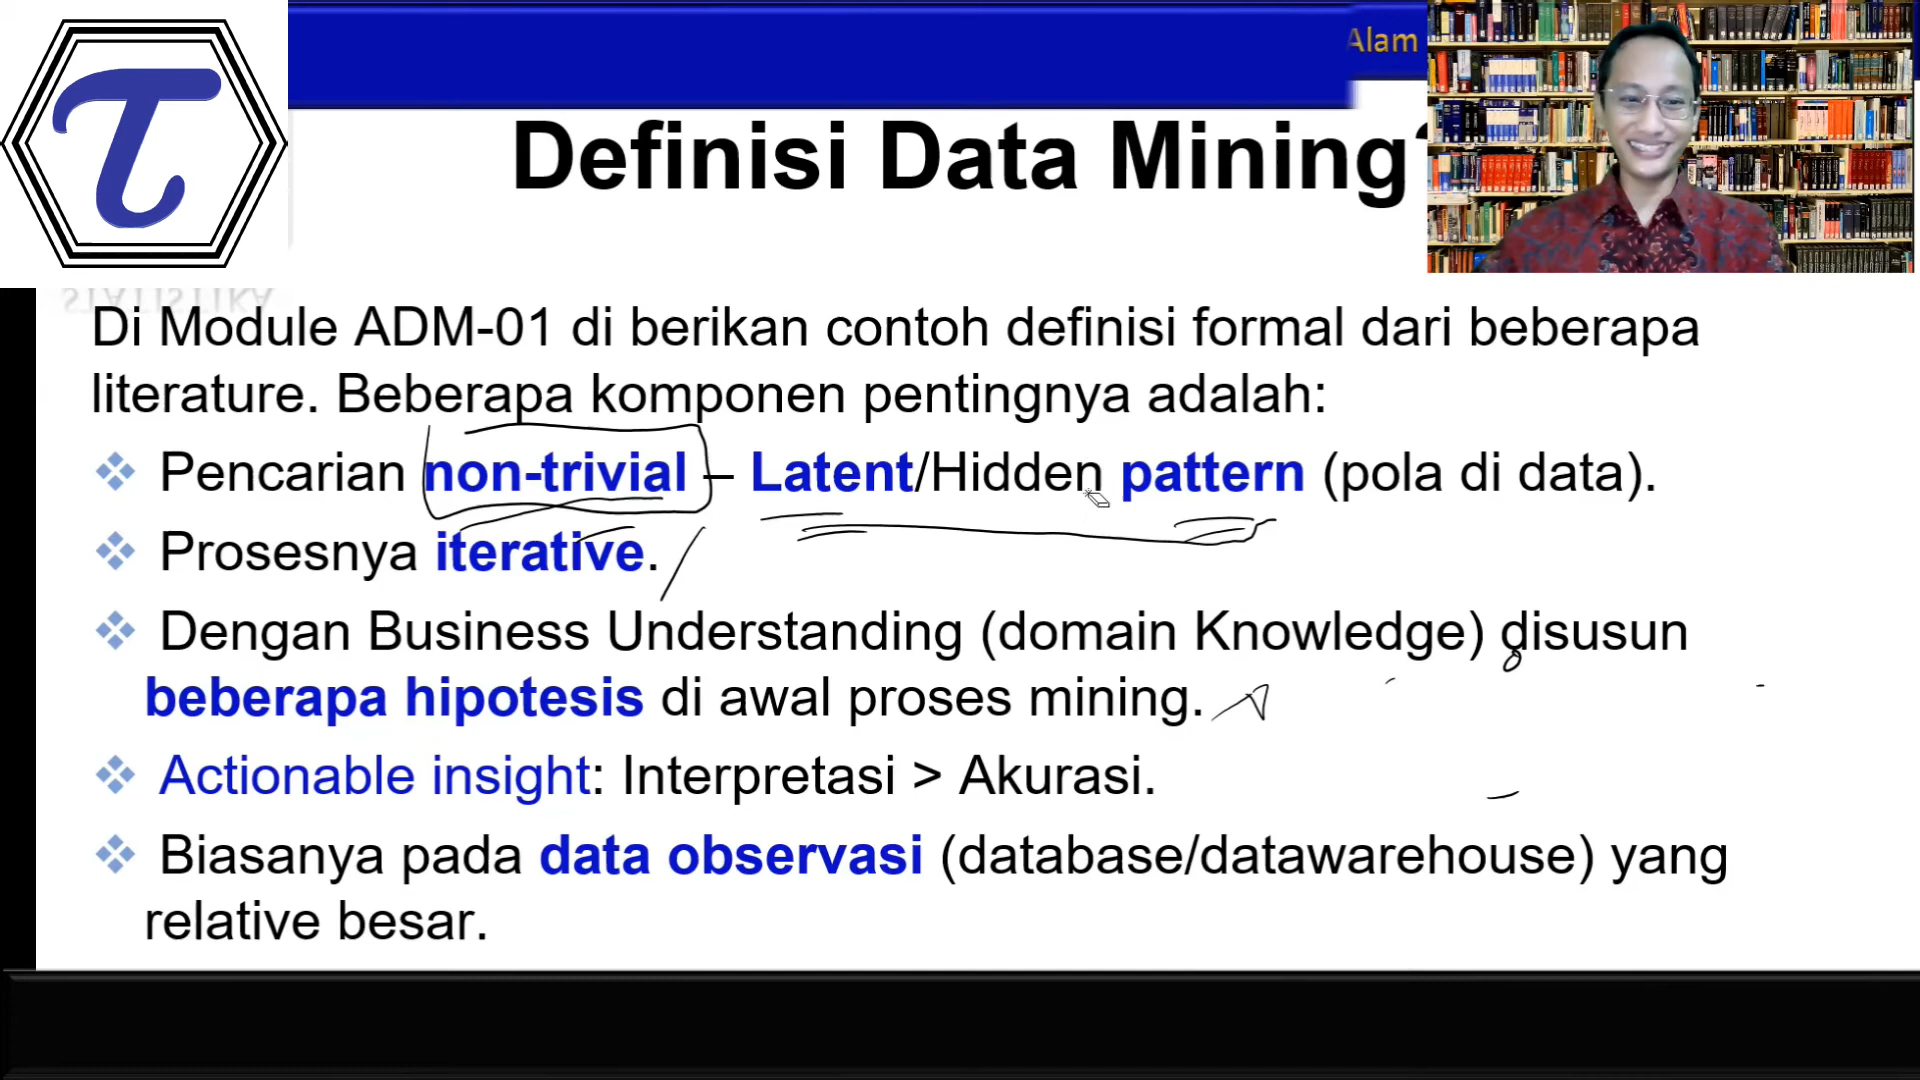 Alam
Definisi Data Mining?
STATISTIKA
Di Module ADM-01 di berikan contoh definisi formal dari beberapa
literature. Beberapa komponen pentingnya adalah:
Pencarian non-trivial – Latent/Hidden pattern (pola di data).
Prosesnya iterative.
Dengan Business Understanding (domain Knowledge) disusun
beberapa hipotesis di awal proses mining.
Actionable insight: Interpretasi > Akurasi.
Biasanya pada data observasi (database/datawarehouse) yang
relative besar.